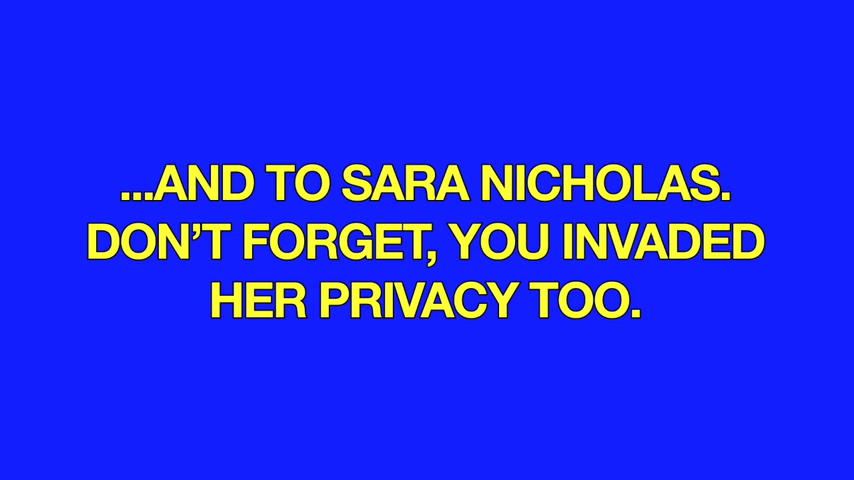 ...AND TO SARA NICHOLAS.
DON’T FORGET, YOU INVADED
HER PRIVACY TOO.